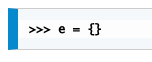 >>> e = {}